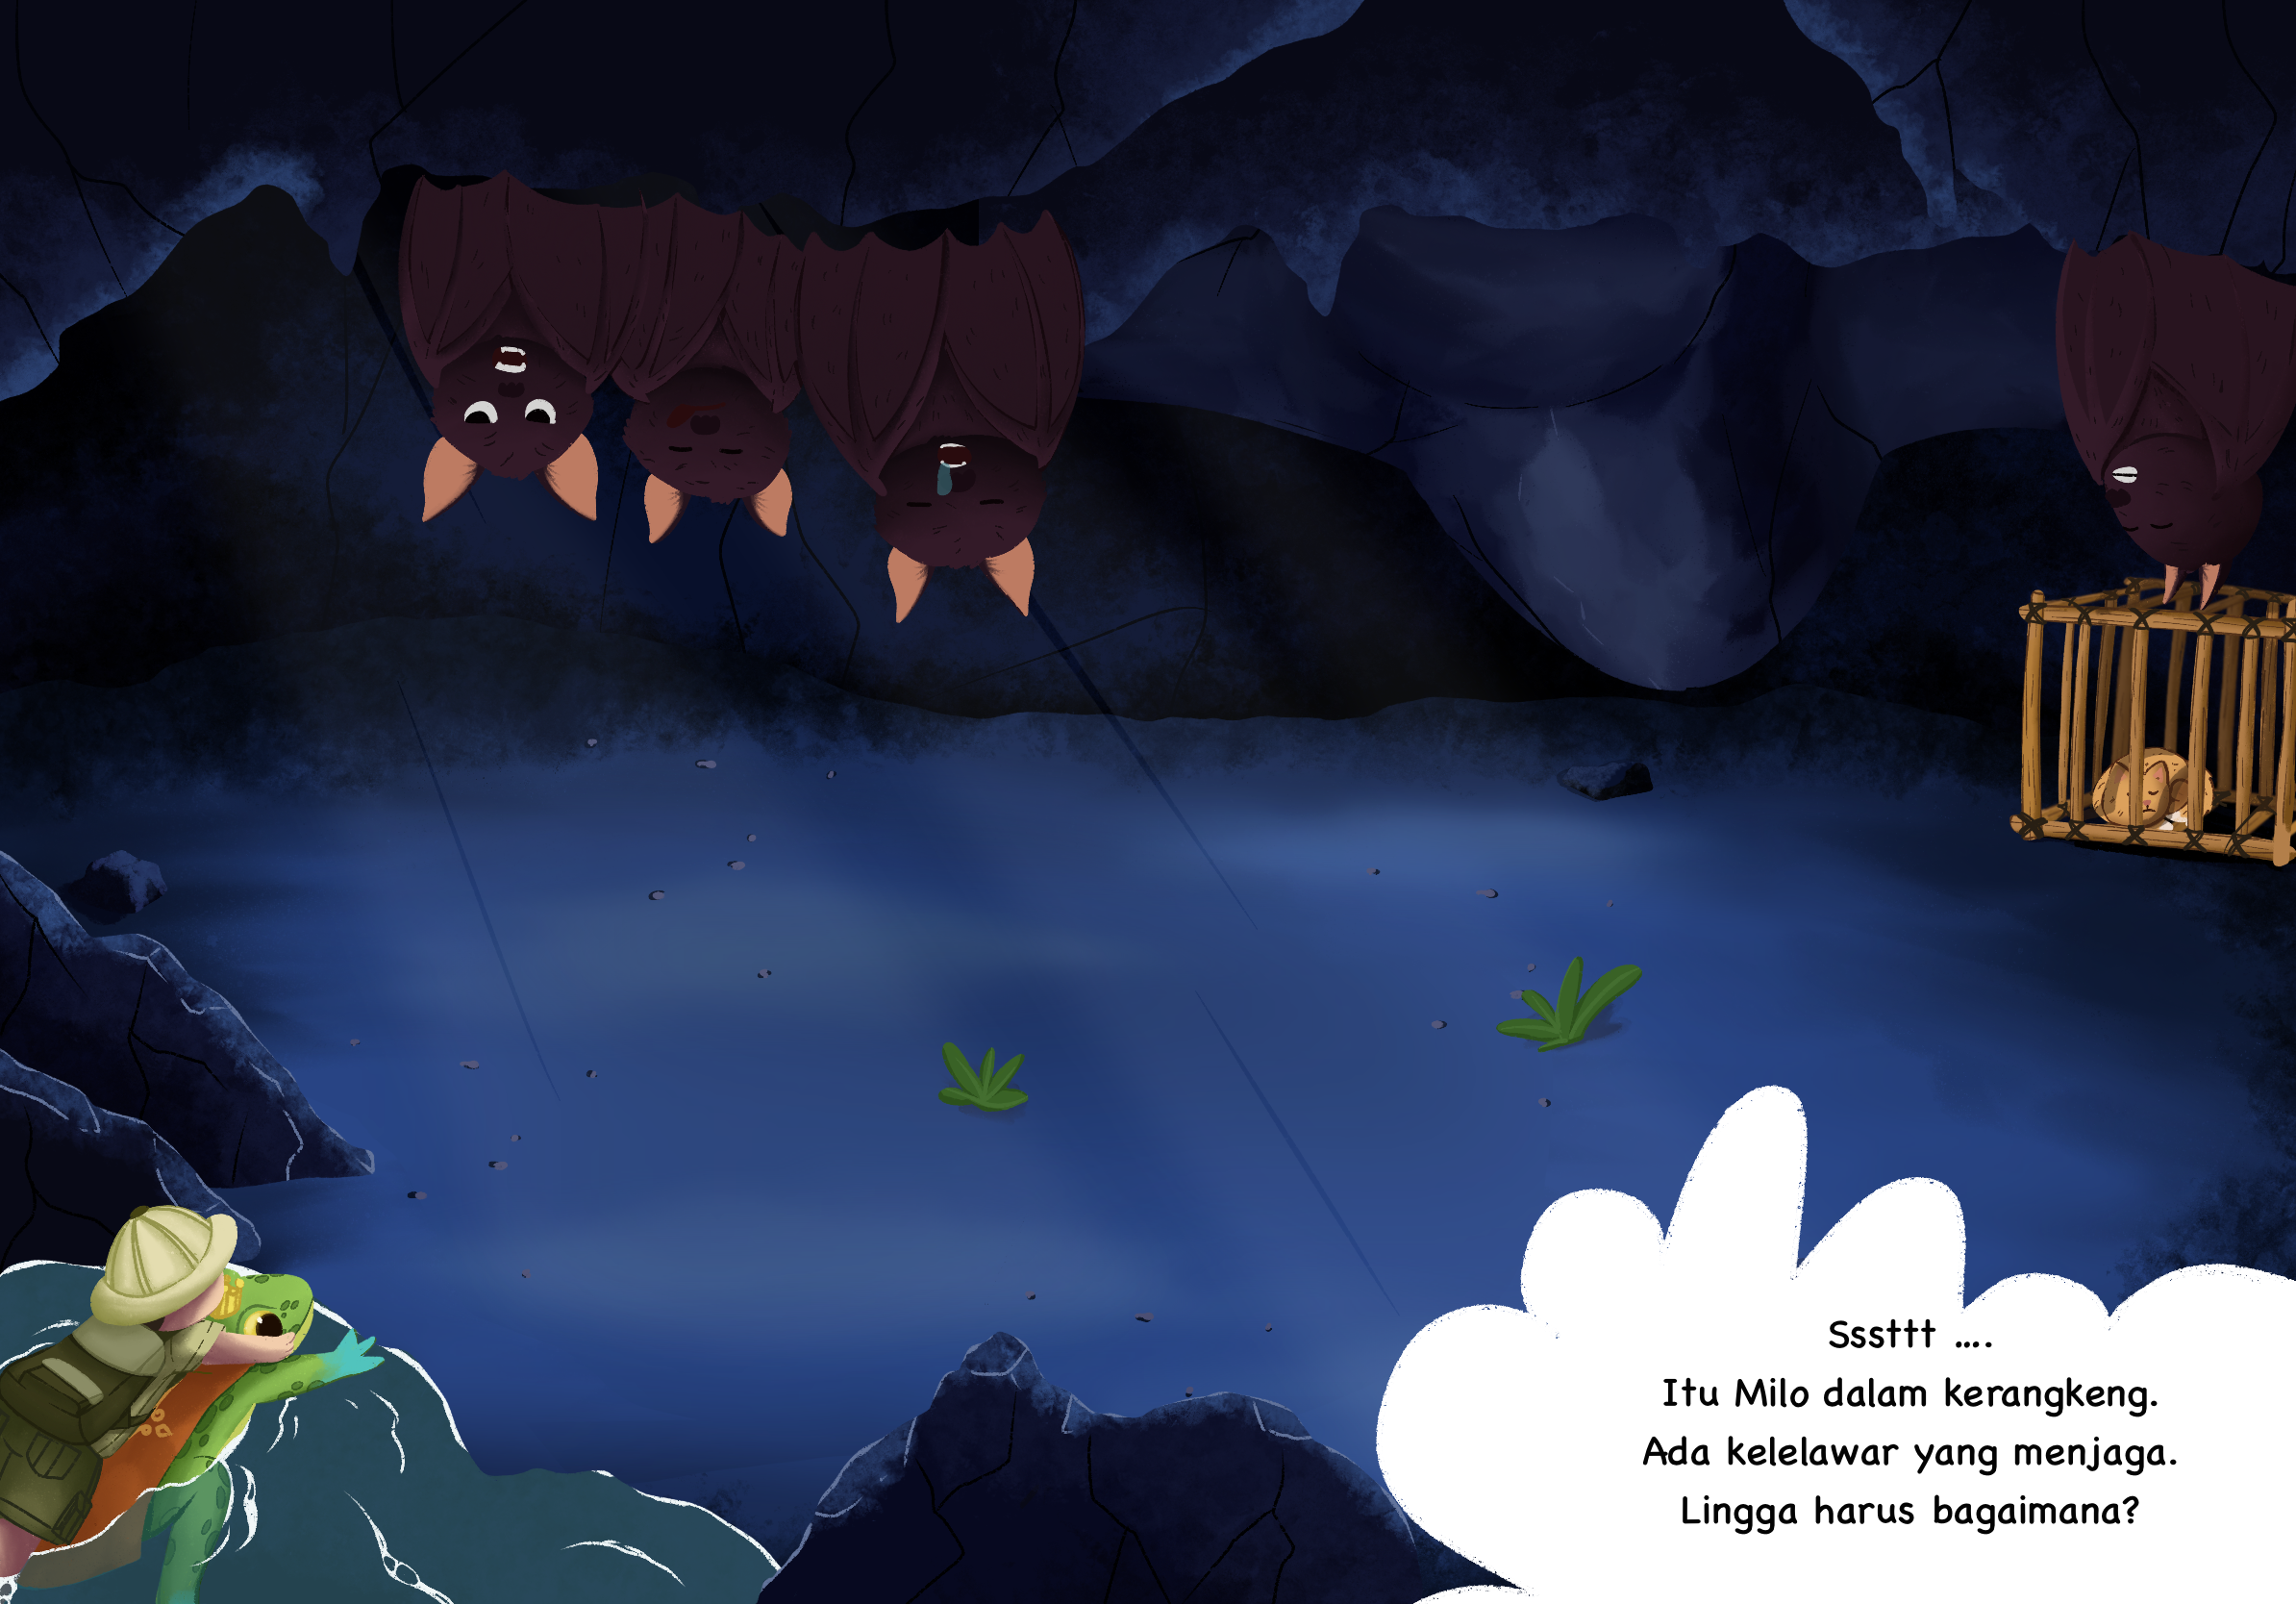 Sssttt ....
Itu Milo dalam kerangkeng.
Ada kelelawar yang menjaga.
Lingga harus bagaimana?